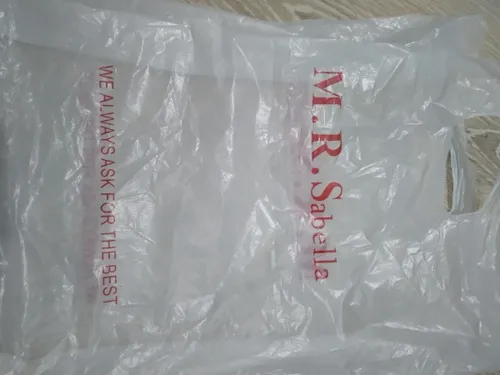 M.R.Sabella
WE ALWAYS ASK FOR THE BEST